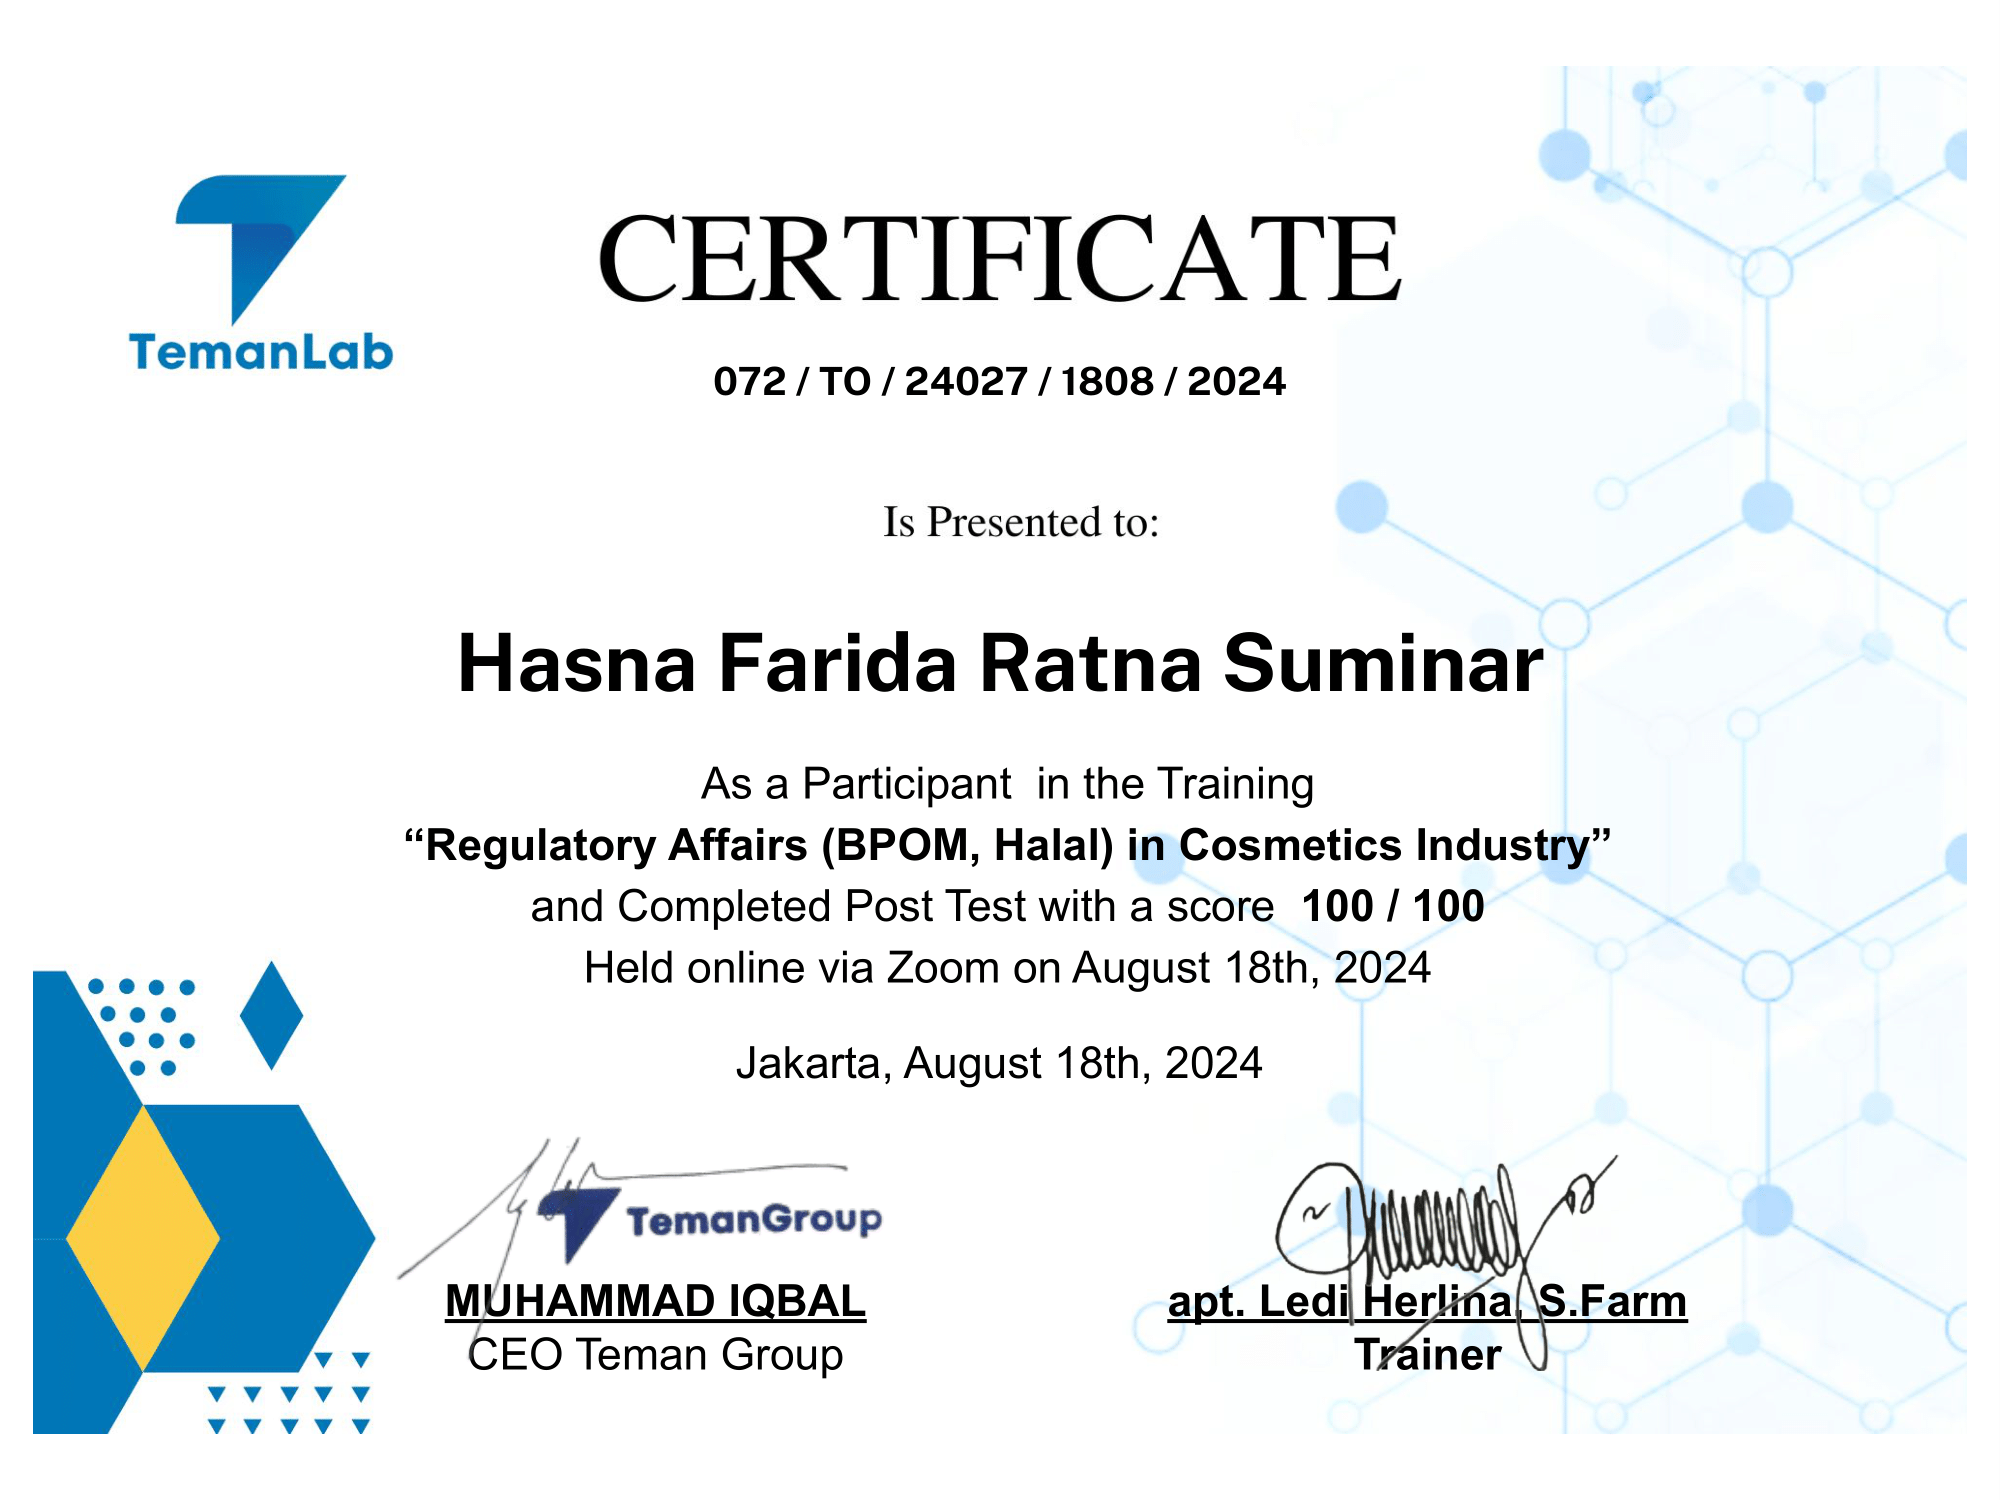 TemanLab
CERTIFICATE
072 / TO / 24027 / 1808 / 2024
Is Presented to:
Hasna Farida Ratna Suminar
As a Participant  in the Training
“Regulatory Affairs (BPOM, Halal) in Cosmetics Industry”
and Completed Post Test with a score  100 / 100
Held online via Zoom on August 18th, 2024
Jakarta, August 18th, 2024
TemanGroup
MUHAMMAD IQBAL
CEO Teman Group
apt. Ledi Herlina, S.Farm
Trainer